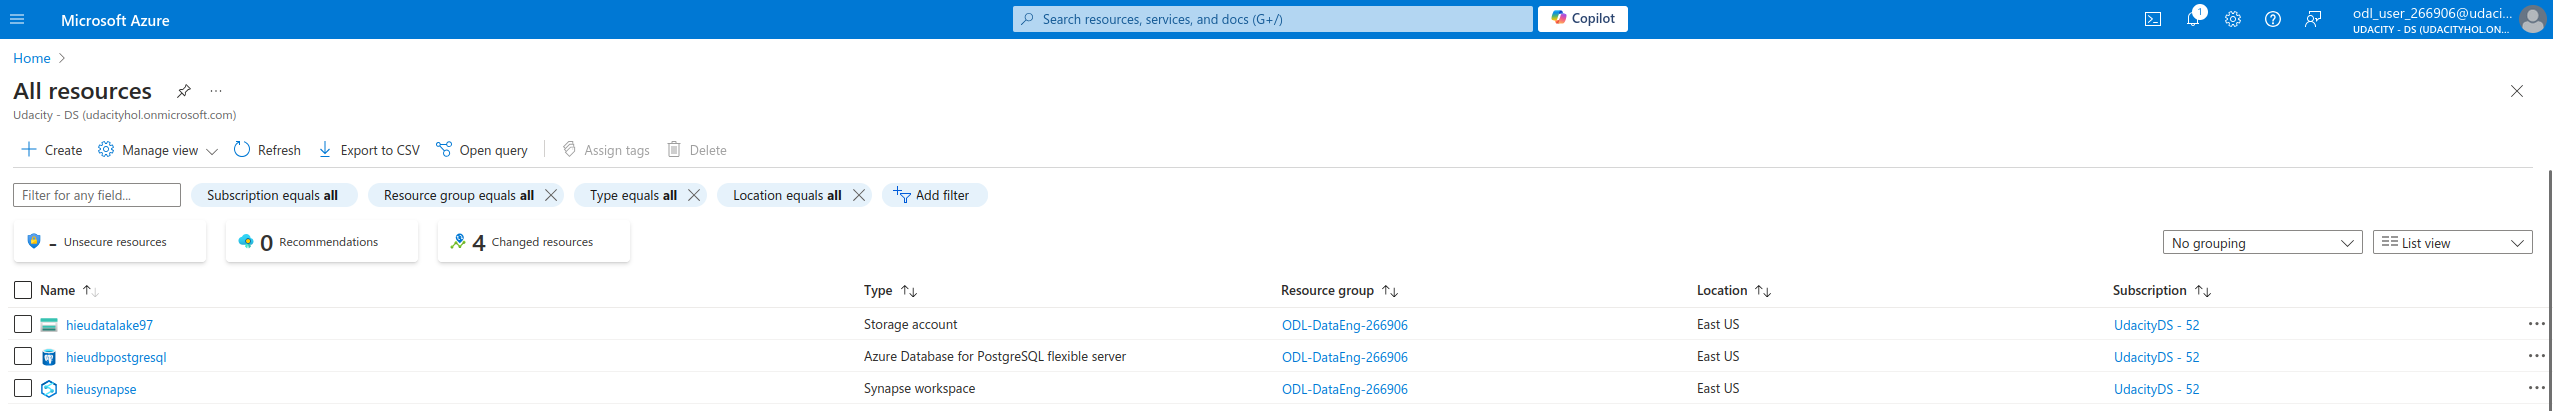 Microsoft Azure
Search resources, services, and docs (G+/)
Copilot
1
odl_user_266906@udaci...
UDACITY - DS (UDACITYHOL.ON...
Home
All resources
Udacity - DS (udacityhol.onmicrosoft.com)
Create Manage view Refresh Export to CSV Open query Assign tags Delete
Filter for any field... Subscription equals all Resource group equals all Type equals all Location equals all Add filter
- Unsecure resources 0 Recommendations 4 Changed resources No grouping List view
Name Type Resource group Location Subscription
hieudatalake97 Storage account ODL-DataEng-266906 East US UdacityDS - 52
hieudbpostgresql Azure Database for PostgreSQL flexible server ODL-DataEng-266906 East US UdacityDS - 52
hieusynapse Synapse workspace ODL-DataEng-266906 East US UdacityDS - 52